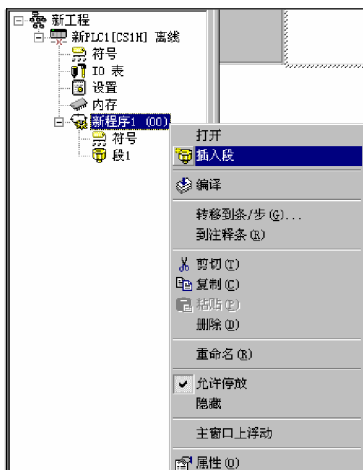 新工程
新PLC1[CS1H] 离线
符号
IO 表
设置
内存
新程序1 (00)
符号
段1
打开
插入段
编译
转移到条/步(G)...
到注释条(R)
剪切(T)
复制(C)
粘贴(P)
删除(D)
重命名(R)
允许停放
隐藏
主窗口上浮动
属性(O)